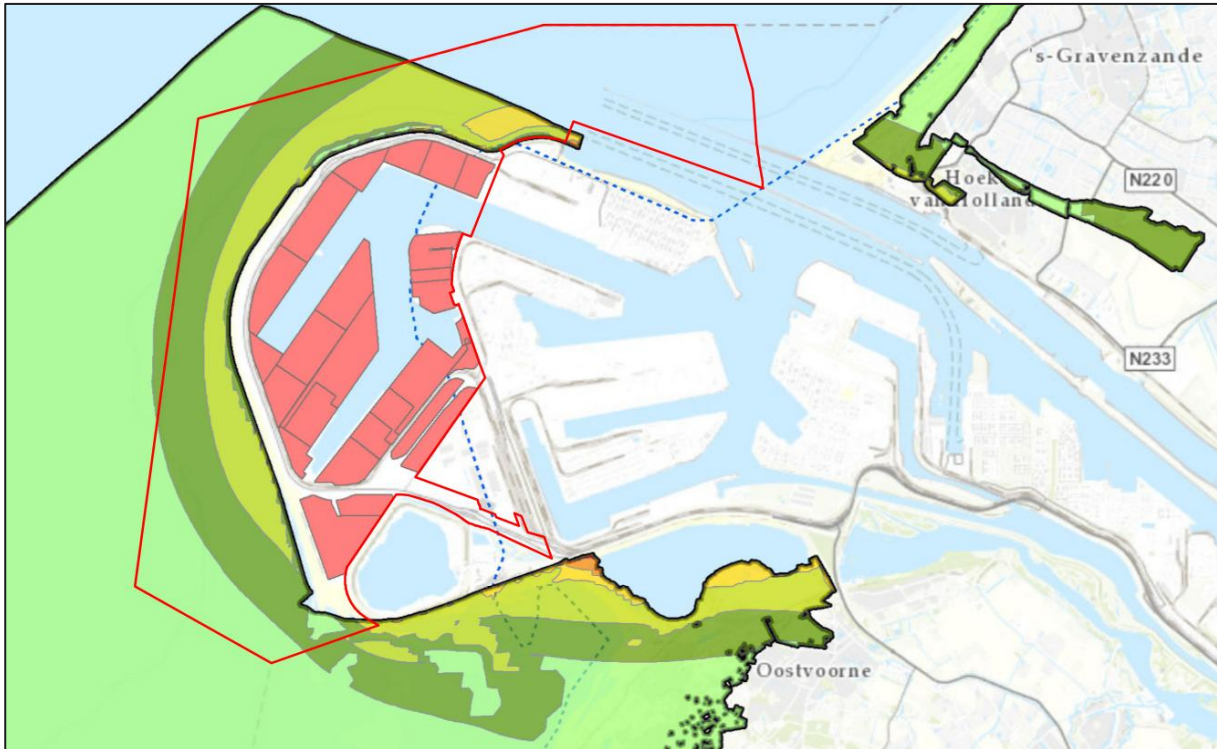 's-Gravenzande
N220
Hoek
van Holland
N233
Oostvoorne